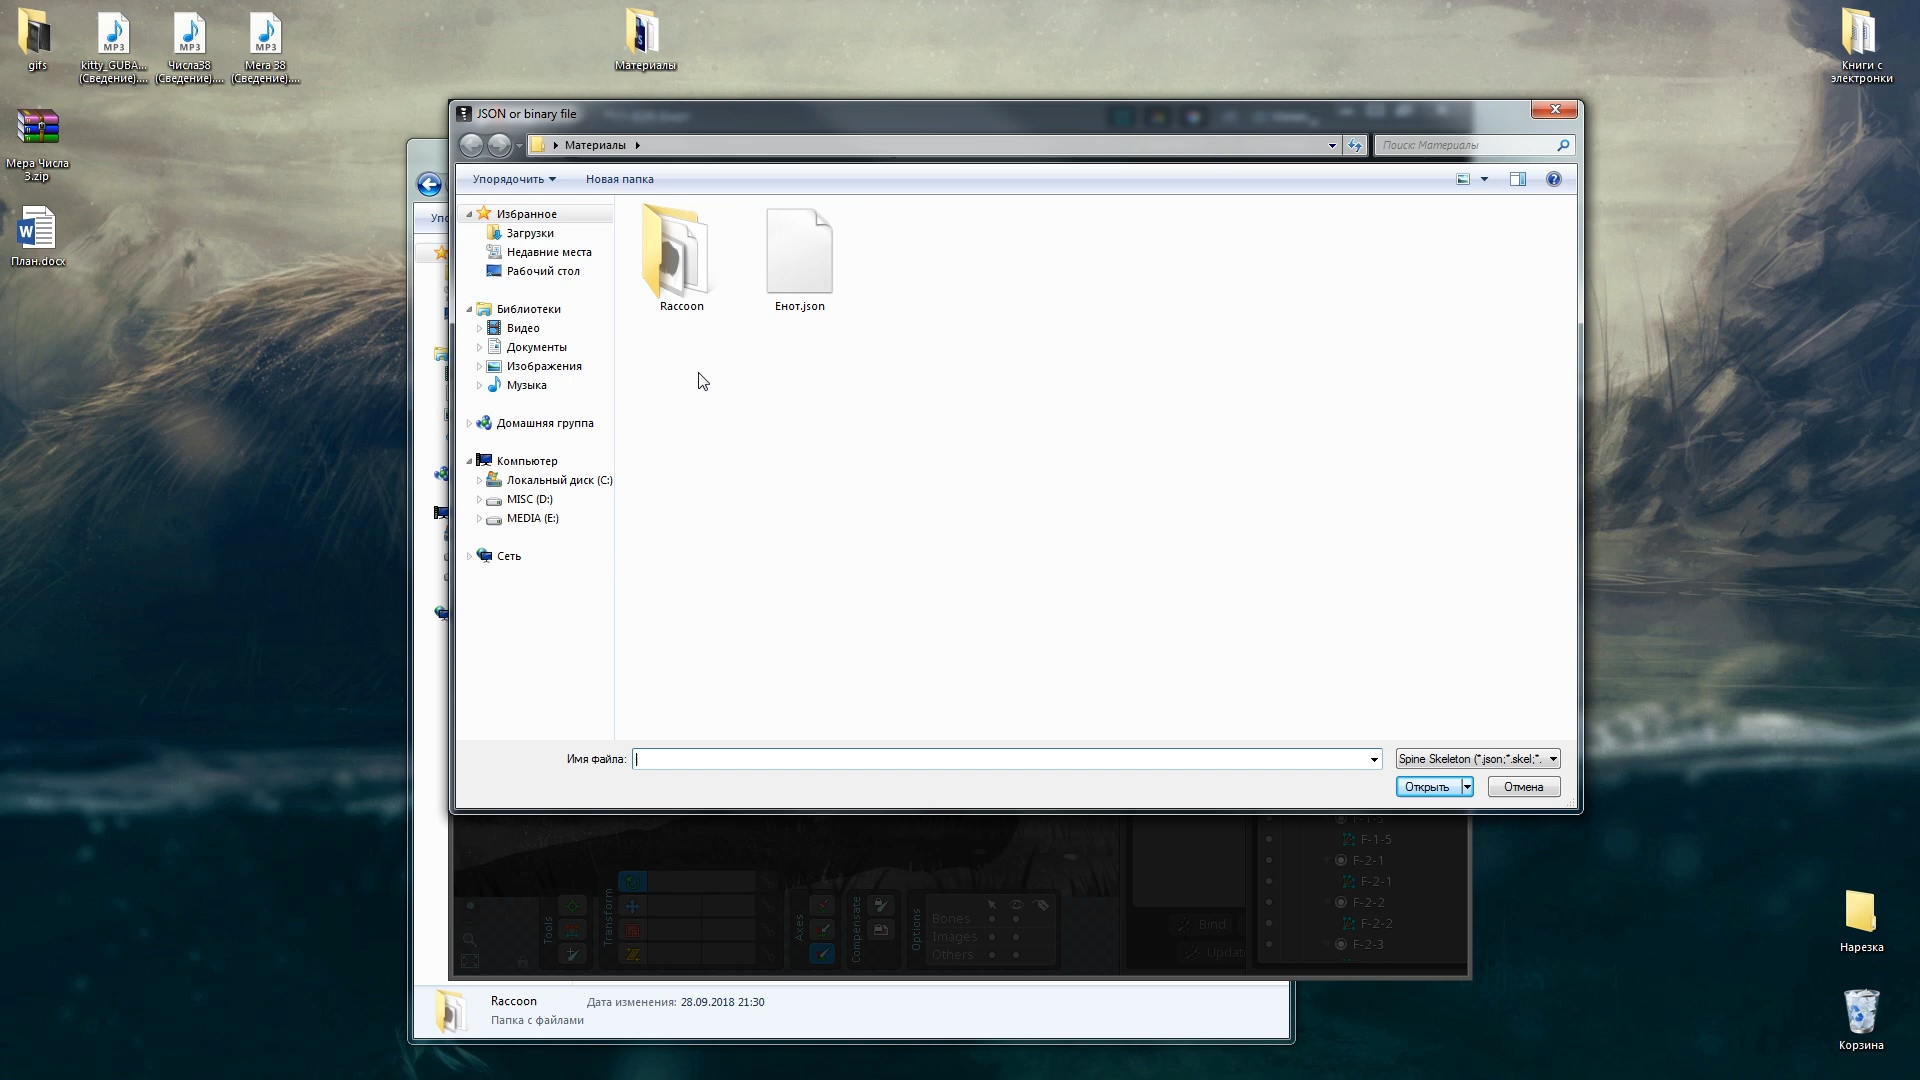 gifs
kitty_GUBA...
(Сведение)....
Числа38
(Сведение)....
Мега 38
(Сведение)....
Материалы
Книги с
электронки
Мера Числа
3.zip
План.docx
JSON or binary file
Материалы
Поиск: Материалы
Упорядочить
Новая папка
Избранное
Загрузки
Недавние места
Рабочий стол
Библиотеки
Видео
Документы
Изображения
Музыка
Домашняя группа
Компьютер
Локальный диск (C:)
MISC (D:)
MEDIA (E:)
Сеть
Raccoon
Енот.json
Имя файла:
Spine Skeleton (*.json;*.skel;*.
Открыть
Отмена
Упо
F-1-5
F-1-5
F-2-1
F-2-1
F-2-2
F-2-2
F-2-3
Tools
Transform
Axes
Compensate
Options
Bones
Images
Others
Bind
Updat
Raccoon
Дата изменения: 28.09.2018 21:30
Папка с файлами
Нарезка
Корзина